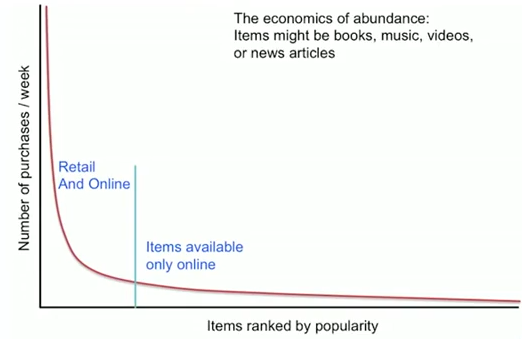 The economics of abundance:
Items might be books, music, videos,
or news articles
Number of purchases / week
Retail
And Online
Items available
only online
Items ranked by popularity